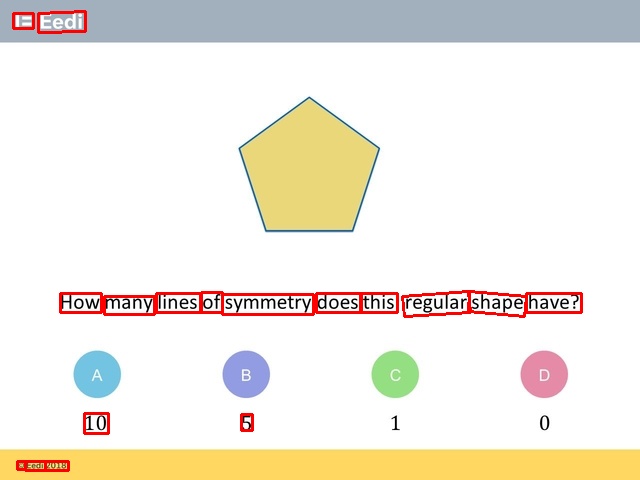 Eedi
How many lines of symmetry does this regular shape have?
A B C D
10 5 1 0
© Eedi 2018